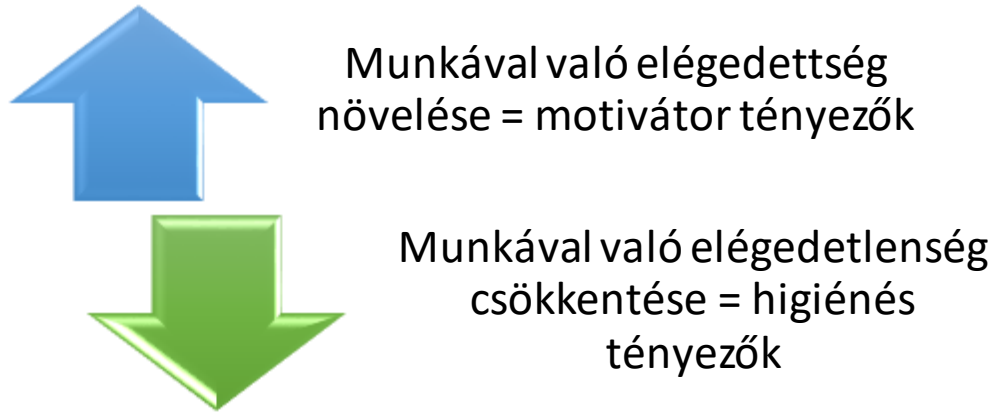 Munkával való elégedettség
növelése = motivátor tényezők
Munkával való elégedetlenség
csökkentése = higiénés
tényezők